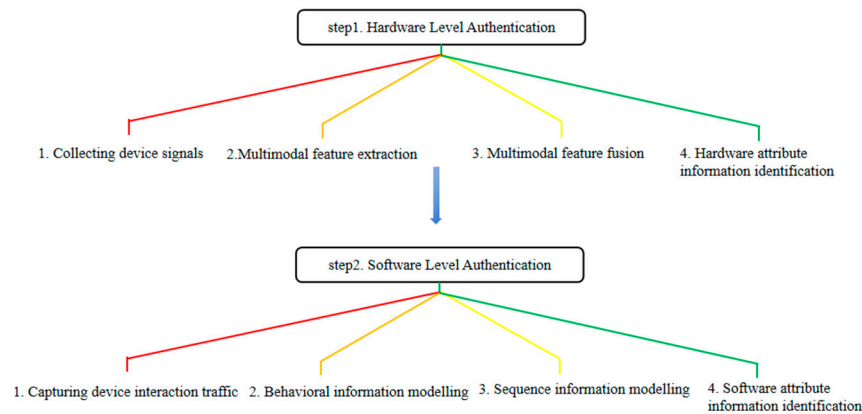 step1. Hardware Level Authentication
1. Collecting device signals
2.Multimodal feature extraction
3. Multimodal feature fusion
4. Hardware attribute
information identification
step2. Software Level Authentication
1. Capturing device interaction traffic
2. Behavioral information modelling
3. Sequence information modelling
4. Software attribute
information identification